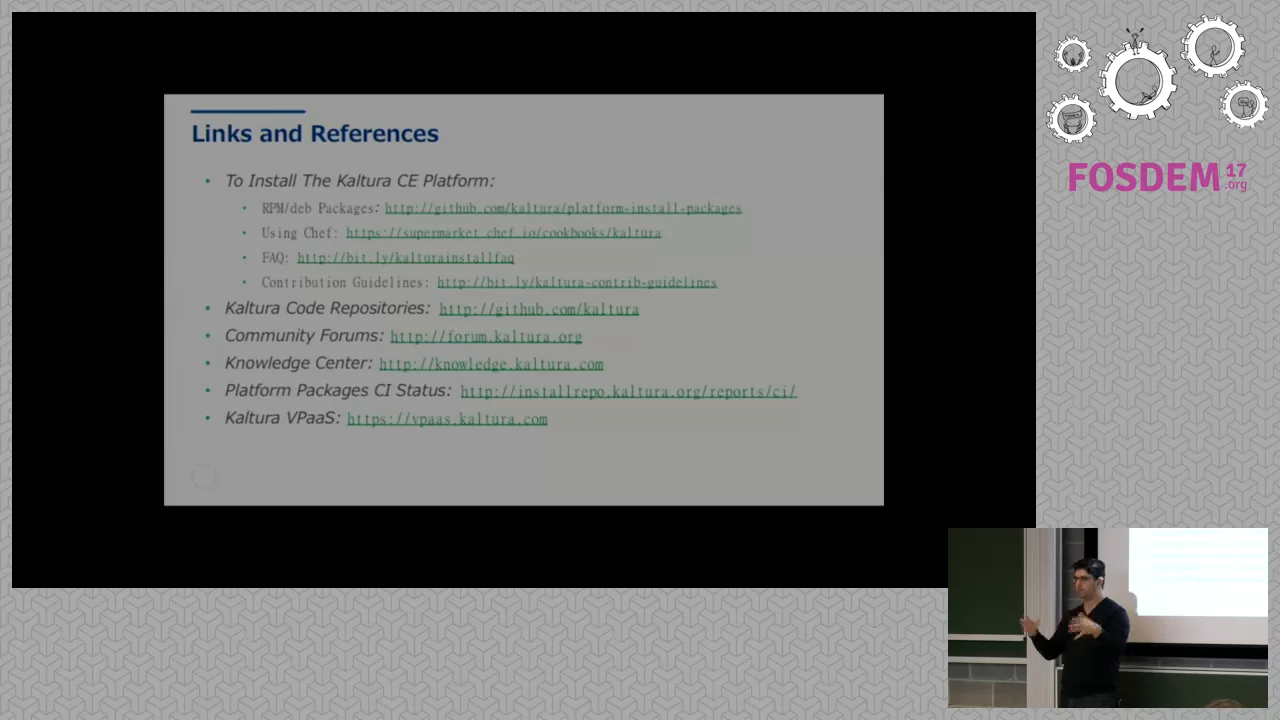 Links and References
• To Install The Kaltura CE Platform:
• RPM/deb Packages: http://github.com/kaltura/platform-install-packages
• Using Chef: https://supermarket.chef.io/cookbooks/kaltura
• FAQ: http://bit.ly/kalturainstallfaq
• Contribution Guidelines: http://bit.ly/kaltura-contrib-guidelines
• Kaltura Code Repositories: http://github.com/kaltura
• Community Forums: http://forum.kaltura.org
• Knowledge Center: http://knowledge.kaltura.com
• Platform Packages CI Status: http://installrepo.kaltura.org/reports/ci/
• Kaltura VPaaS: https://vpaas.kaltura.com
FOSDEM 17
.org